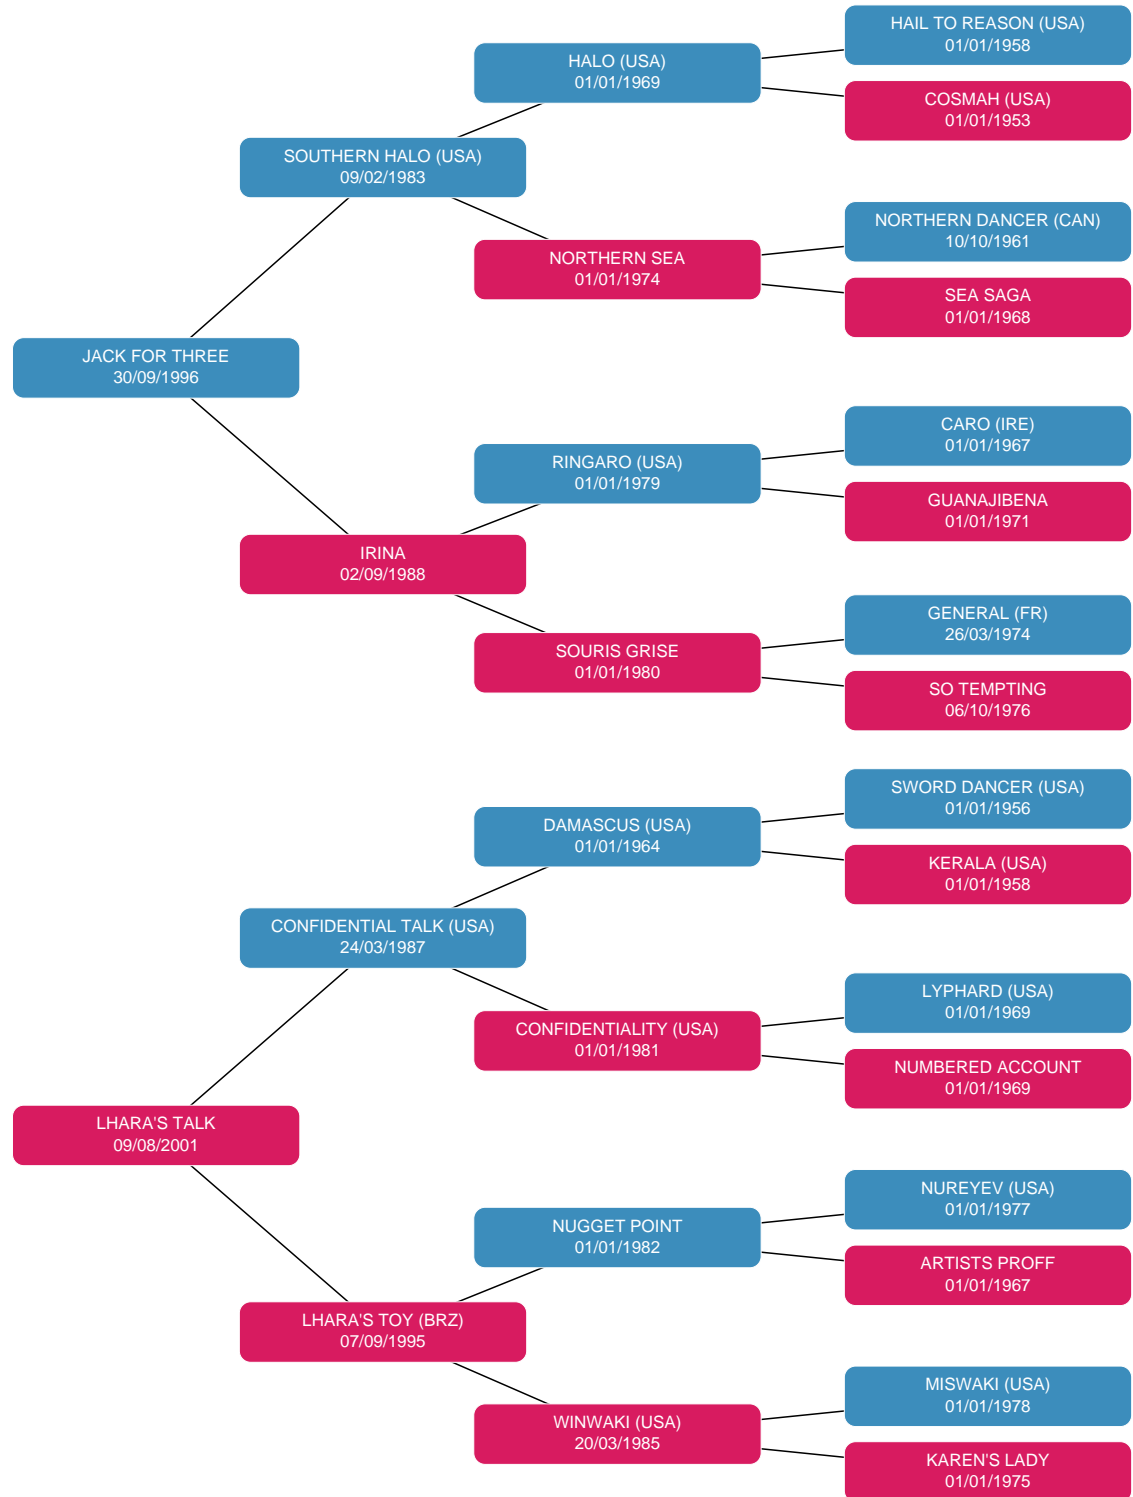 HAIL TO REASON (USA)
01/01/1958
HALO (USA)
01/01/1969
COSMAH (USA)
01/01/1953
SOUTHERN HALO (USA)
09/02/1983
NORTHERN DANCER (CAN)
10/10/1961
NORTHERN SEA
01/01/1974
SEA SAGA
01/01/1968
JACK FOR THREE
30/09/1996
CARO (IRE)
01/01/1967
RINGARO (USA)
01/01/1979
GUANAJIBENA
01/01/1971
IRINA
02/09/1988
GENERAL (FR)
26/03/1974
SOURIS GRISE
01/01/1980
SO TEMPTING
06/10/1976
SWORD DANCER (USA)
01/01/1956
DAMASCUS (USA)
01/01/1964
KERALA (USA)
01/01/1958
CONFIDENTIAL TALK (USA)
24/03/1987
LYPHARD (USA)
01/01/1969
CONFIDENTIALITY (USA)
01/01/1981
NUMBERED ACCOUNT
01/01/1969
LHARA'S TALK
09/08/2001
NUREYEV (USA)
01/01/1977
NUGGET POINT
01/01/1982
ARTISTS PROFF
01/01/1967
LHARA'S TOY (BRZ)
07/09/1995
MISWAKI (USA)
01/01/1978
WINWAKI (USA)
20/03/1985
KAREN'S LADY
01/01/1975